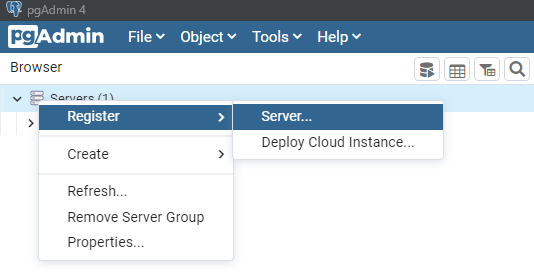 pgAdmin 4
pgAdmin File Object Tools Help
Browser
Servers (1)
Register
Server...
Deploy Cloud Instance...
Create
Refresh...
Remove Server Group
Properties...